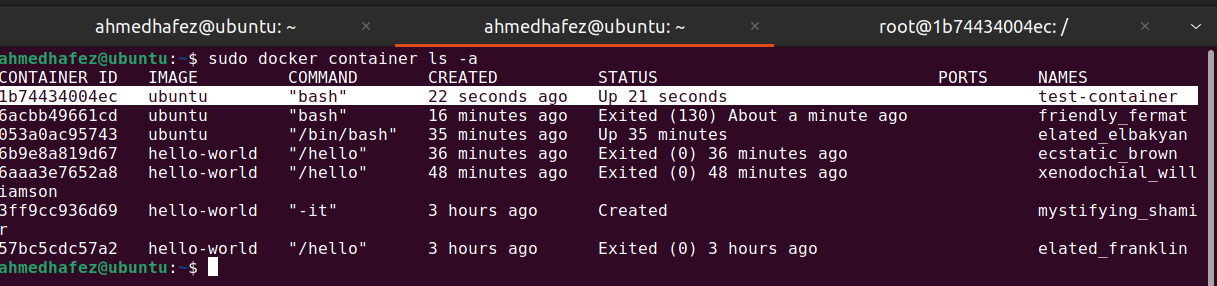 ahmedhafez@ubuntu: ~ × ahmedhafez@ubuntu: ~ × root@1b74434004ec: / ×
ahmedhafez@ubuntu:~$ sudo docker container ls -a
CONTAINER ID   IMAGE         COMMAND       CREATED          STATUS                            PORTS     NAMES
1b74434004ec   ubuntu        "bash"        22 seconds ago   Up 21 seconds                               test-container
6acbb49661cd   ubuntu        "bash"        16 minutes ago   Exited (130) About a minute ago             friendly_fermat
053a0ac95743   ubuntu        "/bin/bash"   35 minutes ago   Up 35 minutes                               elated_elbakyan
6b9e8a819d67   hello-world   "/hello"      36 minutes ago   Exited (0) 36 minutes ago                   ecstatic_brown
6aaa3e7652a8   hello-world   "/hello"      48 minutes ago   Exited (0) 48 minutes ago                   xenodochial_will
iamson
3ff9cc936d69   hello-world   "-it"         3 hours ago      Created                                     mystifying_shami
r
57bc5cdc57a2   hello-world   "/hello"      3 hours ago      Exited (0) 3 hours ago                      elated_franklin
ahmedhafez@ubuntu:~$